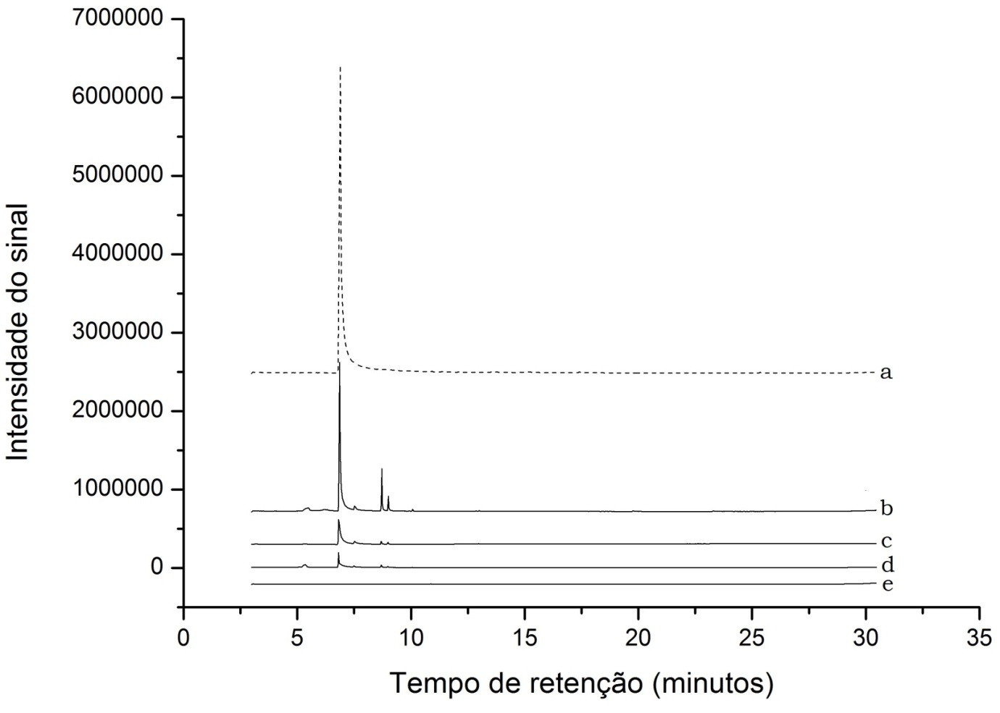 Intensidade do sinal
7000000
6000000
5000000
4000000
3000000
2000000
1000000
0
a
b
c
d
e
0 5 10 15 20 25 30 35
Tempo de retenção (minutos)